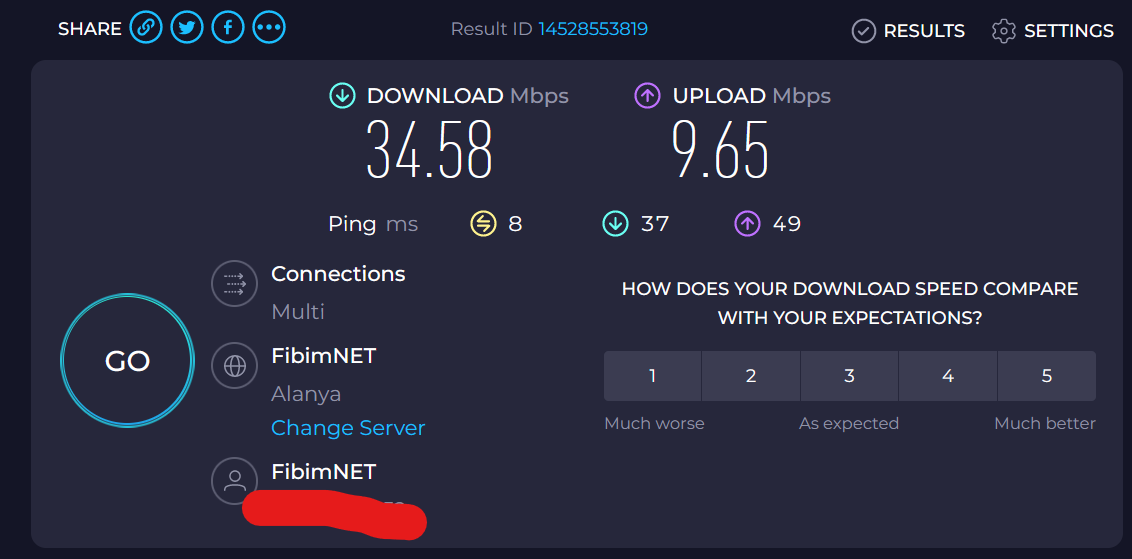 SHARE
Result ID 14528553819
RESULTS
SETTINGS
DOWNLOAD Mbps
UPLOAD Mbps
34.58
9.65
Ping ms
8
37
49
Connections
Multi
FibimNET
Alanya
Change Server
FibimNET
GO
HOW DOES YOUR DOWNLOAD SPEED COMPARE
WITH YOUR EXPECTATIONS?
1
2
3
4
5
Much worse
As expected
Much better